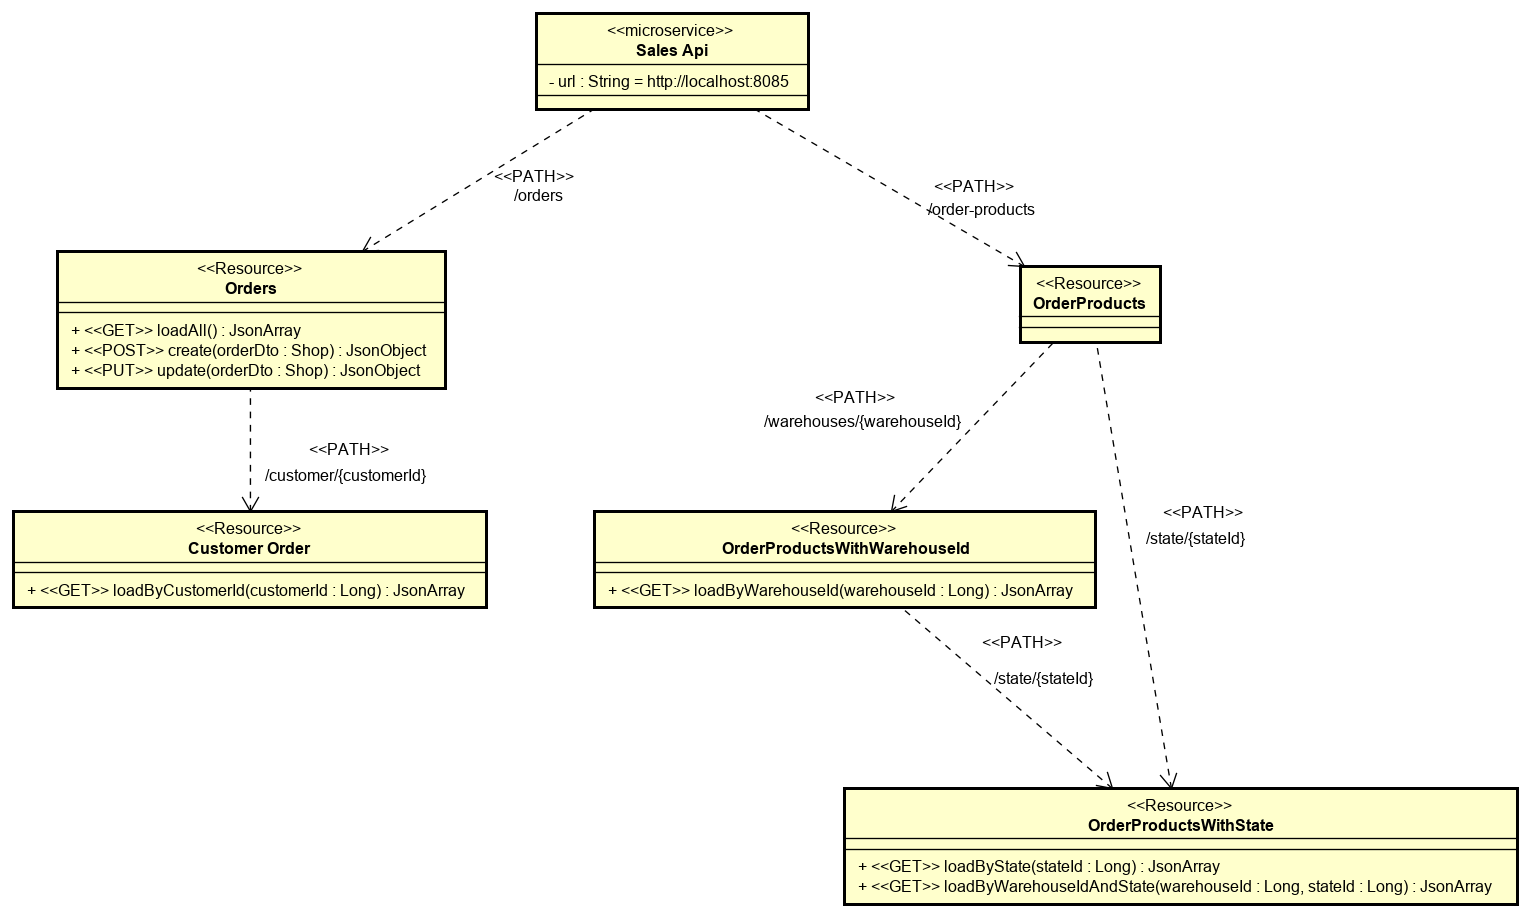 <<microservice>>
Sales Api
- url : String = http://localhost:8085
<<PATH>>
/orders
<<PATH>>
/order-products
<<Resource>>
Orders
+ <<GET>> loadAll() : JsonArray
+ <<POST>> create(orderDto : Shop) : JsonObject
+ <<PUT>> update(orderDto : Shop) : JsonObject
<<Resource>>
OrderProducts
<<PATH>>
/customer/{customerId}
<<PATH>>
/warehouses/{warehouseId}
<<PATH>>
/state/{stateId}
<<Resource>>
Customer Order
+ <<GET>> loadByCustomerId(customerId : Long) : JsonArray
<<Resource>>
OrderProductsWithWarehouseId
+ <<GET>> loadByWarehouseId(warehouseId : Long) : JsonArray
<<PATH>>
/state/{stateId}
<<Resource>>
OrderProductsWithState
+ <<GET>> loadByState(stateId : Long) : JsonArray
+ <<GET>> loadByWarehouseIdAndState(warehouseId : Long, stateId : Long) : JsonArray